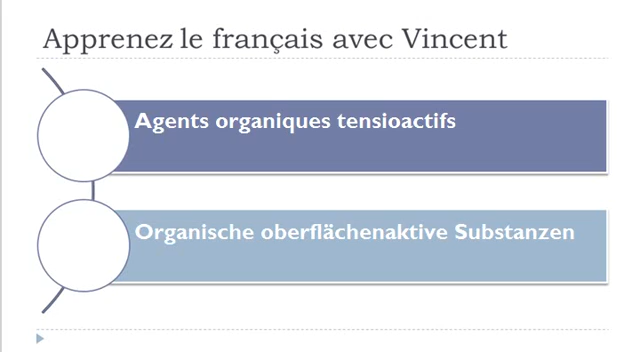 Apprenez le français avec Vincent
Agents organiques tensioactifs
Organische oberflächenaktive Substanzen